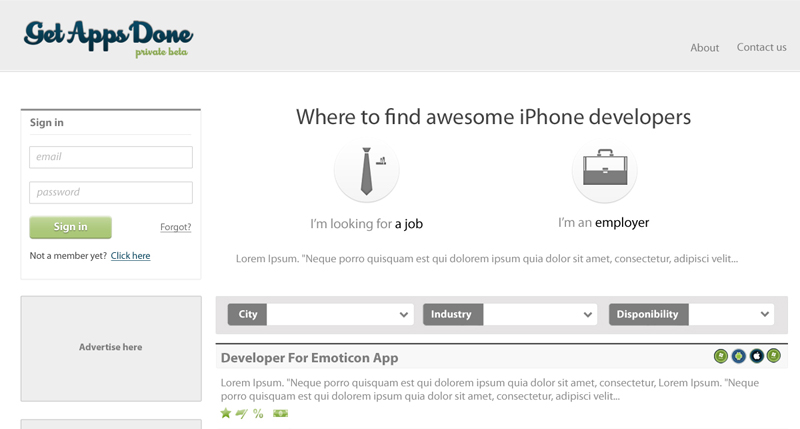 Get Apps Done
private beta
About
Contact us
Sign in
email
password
Sign in
Forgot?
Not a member yet? Click here
Advertise here
Where to find awesome iPhone developers
I'm looking for a job
I'm an employer
Lorem Ipsum. "Neque porro quisquam est qui dolorem ipsum quia dolor sit amet, consectetur, adipisci velit...
City
Industry
Disponibility
Developer For Emoticon App
Lorem Ipsum. "Neque porro quisquam est qui dolorem ipsum quia dolor sit amet, consectetur, Lorem Ipsum. "Neque
porro quisquam est qui dolorem ipsum quia dolor sit amet, consectetur, adipisci velit...
%